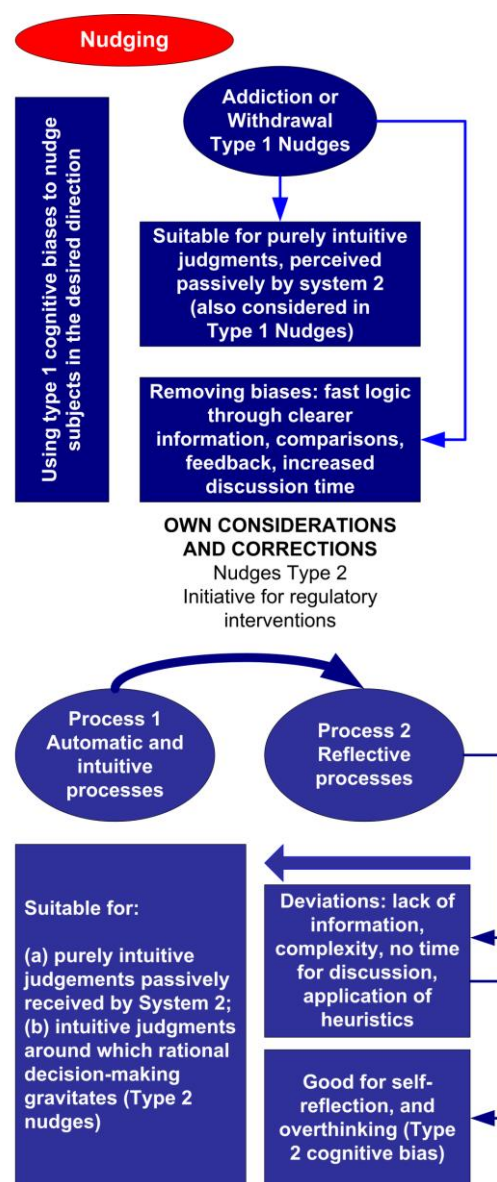 Nudging
Using type 1 cognitive biases to nudge
subjects in the desired direction
Addiction or
Withdrawal
Type 1 Nudges
Suitable for purely intuitive
judgments, perceived
passively by system 2
(also considered in
Type 1 Nudges)
Removing biases: fast logic
through clearer
information, comparisons,
feedback, increased
discussion time
OWN CONSIDERATIONS
AND CORRECTIONS
Nudges Type 2
Initiative for regulatory
interventions
Process 1
Automatic and
intuitive
processes
Process 2
Reflective
processes
Suitable for:
(a) purely intuitive
judgements passively
received by System 2;
(b) intuitive judgments
around which rational
decision-making
gravitates (Type 2
nudges)
Deviations: lack of
information,
complexity, no time
for discussion,
application of
heuristics
Good for self-
reflection, and
overthinking (Type
2 cognitive bias)